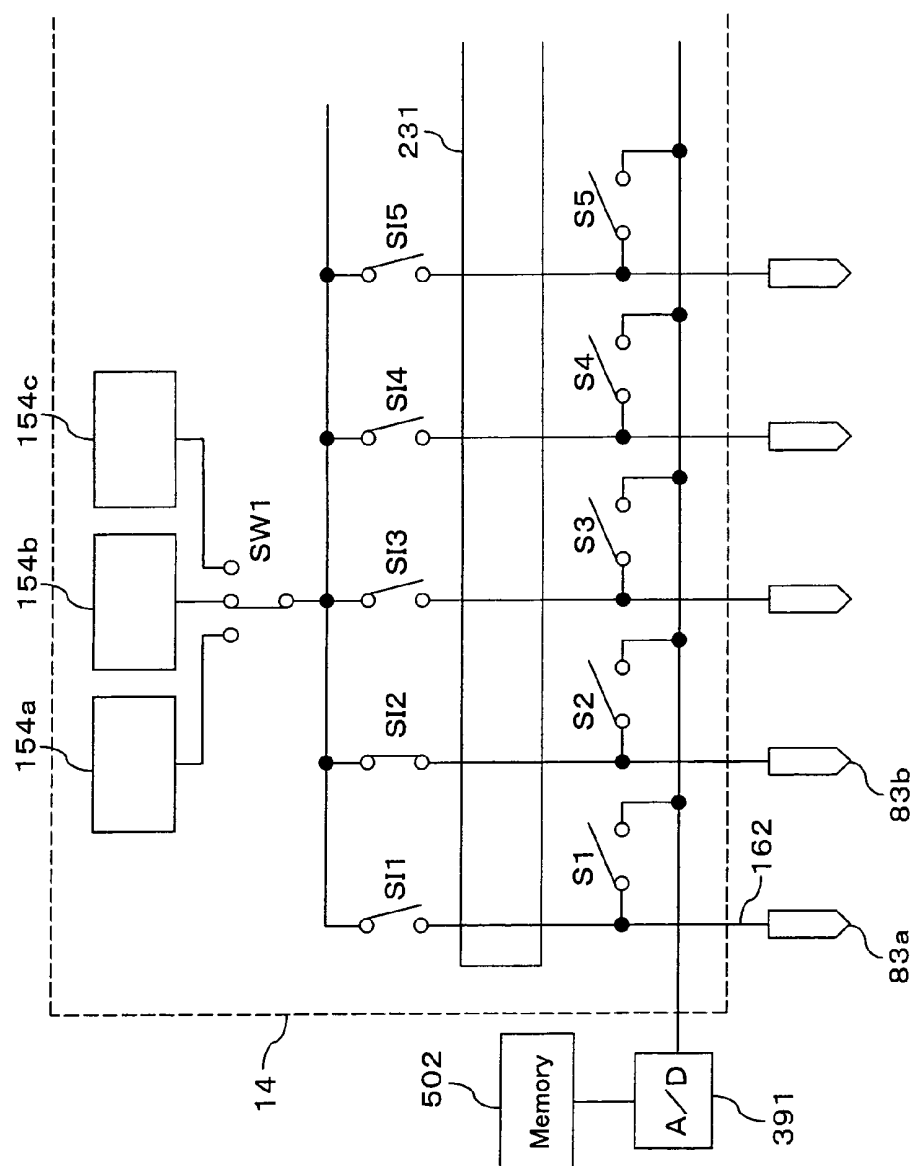 154a
154b
154c
SW1
SI1
SI2
SI3
SI4
SI5
231
S1
S2
S3
S4
S5
14
162
83a
83b
502
Memory
A/D
391